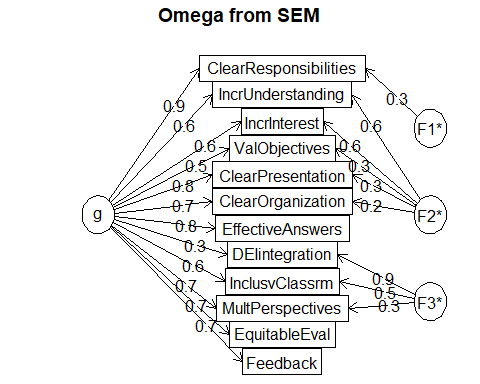 Omega from SEM
ClearResponsibilities
0.9
0.3
IncrUnderstanding
0.6
0.6
F1*
IncrInterest
0.6
0.6
ValObjectives
0.5
0.3
ClearPresentation
0.8
0.3
ClearOrganization
0.7
0.2
g
F2*
EffectiveAnswers
0.8
DEIintegration
0.3
0.9
InclusvClassrm
0.6
0.5
MultPerspectives
0.7
0.3
F3*
EquitableEval
0.7
Feedback
0.7